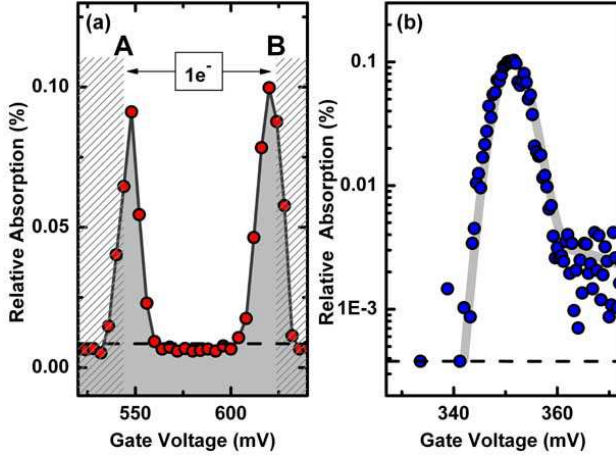 (a)
A
B
1e⁻
0.10
0.05
0.00
Relative Absorption (%)
550
600
Gate Voltage (mV)
(b)
0.1
0.01
1E-3
Relative Absorption (%)
340
360
Gate Voltage (mV)